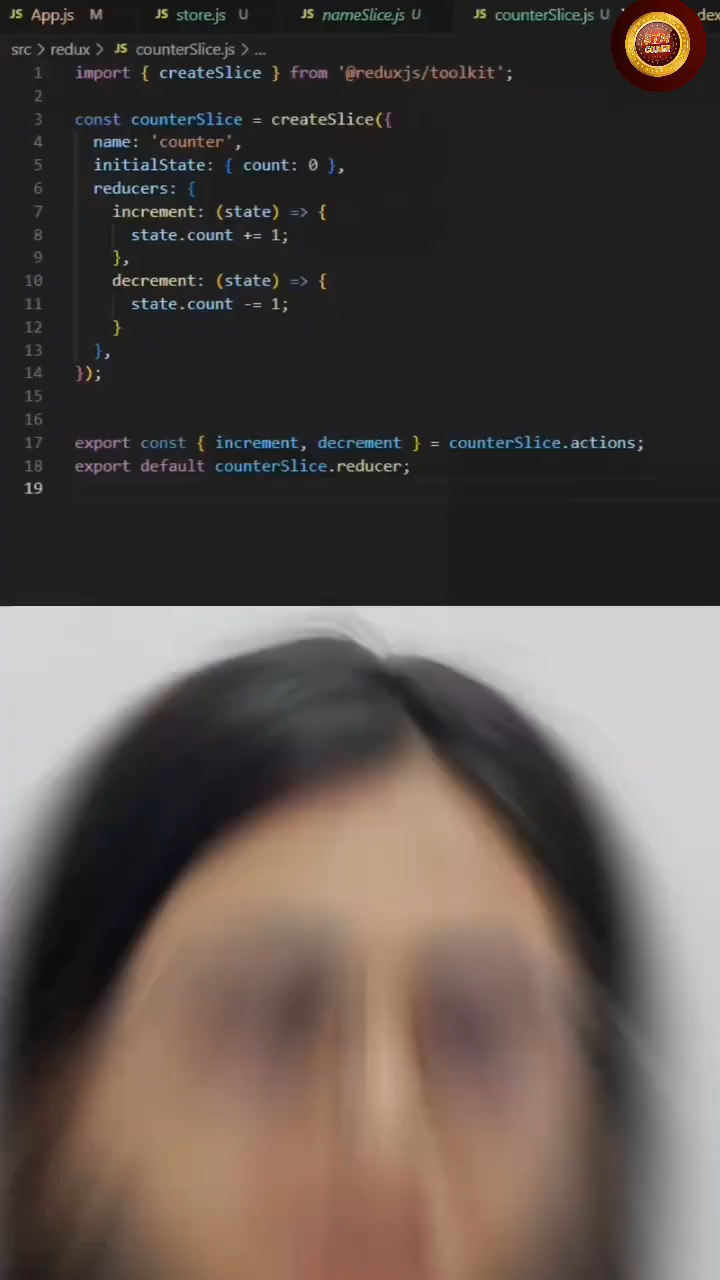 JS App.js M JS store.js U JS nameSlice.js U JS counterSlice.js U
src > redux > JS counterSlice.js > ...
1 import { createSlice } from '@reduxjs/toolkit';
2
3 const counterSlice = createSlice({
4 name: 'counter',
5 initialState: { count: 0 },
6 reducers: {
7 increment: (state) => {
8 state.count += 1;
9 },
10 decrement: (state) => {
11 state.count -= 1;
12 }
13 },
14 });
15
16
17 export const { increment, decrement } = counterSlice.actions;
18 export default counterSlice.reducer;
19